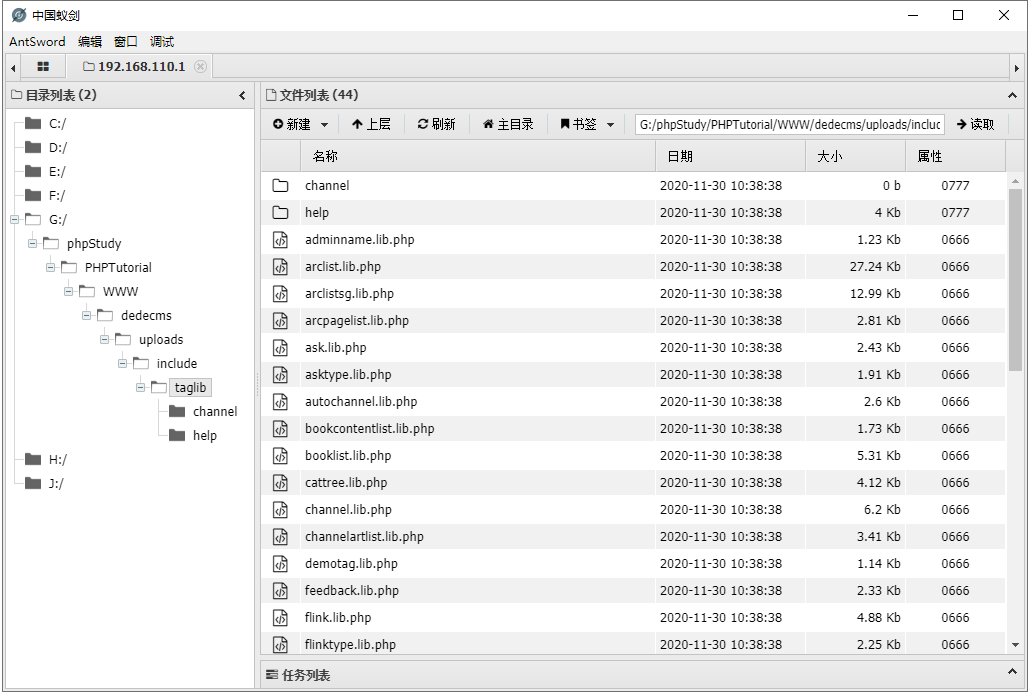 中国蚁剑
AntSword 编辑 窗口 调试
192.168.110.1
目录列表 (2)
C:/
D:/
E:/
F:/
G:/
phpStudy
PHPTutorial
WWW
dedecms
uploads
include
taglib
channel
help
H:/
J:/
文件列表 (44)
新建 上层 刷新 主目录 书签 G:/phpStudy/PHPTutorial/WWW/dedecms/uploads/includ 读取
名称 日期 大小 属性
channel 2020-11-30 10:38:38 0 b 0777
help 2020-11-30 10:38:38 4 Kb 0777
adminname.lib.php 2020-11-30 10:38:38 1.23 Kb 0666
arclist.lib.php 2020-11-30 10:38:38 27.24 Kb 0666
arclistsg.lib.php 2020-11-30 10:38:38 12.99 Kb 0666
arcpagelist.lib.php 2020-11-30 10:38:38 2.81 Kb 0666
ask.lib.php 2020-11-30 10:38:38 2.43 Kb 0666
asktype.lib.php 2020-11-30 10:38:38 1.91 Kb 0666
autochannel.lib.php 2020-11-30 10:38:38 2.6 Kb 0666
bookcontentlist.lib.php 2020-11-30 10:38:38 1.73 Kb 0666
booklist.lib.php 2020-11-30 10:38:38 5.31 Kb 0666
cattree.lib.php 2020-11-30 10:38:38 4.12 Kb 0666
channel.lib.php 2020-11-30 10:38:38 6.2 Kb 0666
channelartlist.lib.php 2020-11-30 10:38:38 3.41 Kb 0666
demotag.lib.php 2020-11-30 10:38:38 1.14 Kb 0666
feedback.lib.php 2020-11-30 10:38:38 2.33 Kb 0666
flink.lib.php 2020-11-30 10:38:38 4.88 Kb 0666
flinktype.lib.php 2020-11-30 10:38:38 2.25 Kb 0666
任务列表